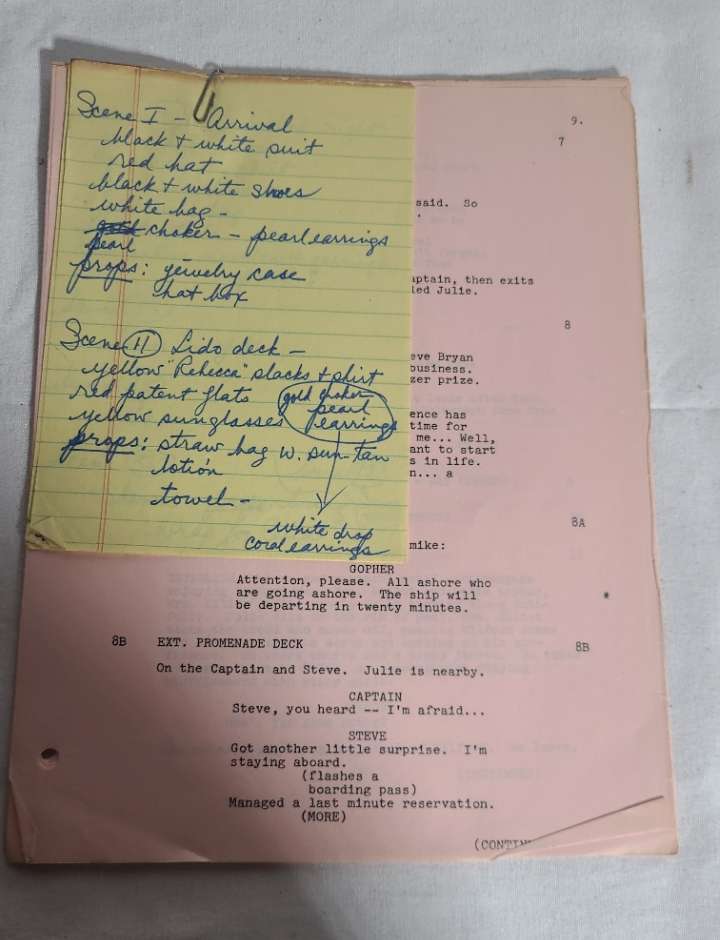 Scene I - Arrival
black + white suit
red hat
black + white shoes
white bag -
gold choker - pearl earrings
pearl
props: jewelry case
hat box
Scene II Lido deck -
yellow "Rebecca" slacks + shirt
red patent flats
gold choker
pearl
earrings
yellow sunglasses
props: straw bag w. sun-tan
lotion
towel -
white drop
coral earrings
9.
7
said. So
aptain, then exits
led Julie.
8
eve Bryan
business.
zer prize.
ence has
time for
me... Well,
ant to start
s in life.
n... a
8A
mike:
GOPHER
Attention, please. All ashore who
are going ashore. The ship will
be departing in twenty minutes.
*
8B EXT. PROMENADE DECK 8B
On the Captain and Steve. Julie is nearby.
CAPTAIN
Steve, you heard -- I'm afraid...
STEVE
Got another little surprise. I'm
staying aboard.
(flashes a
boarding pass)
Managed a last minute reservation.
(MORE)
(CONTIN